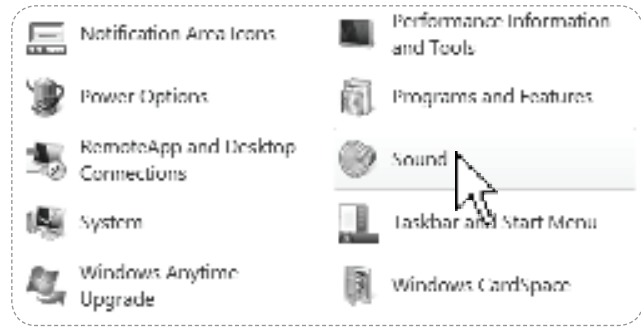 Notification Area Icons
Performance Information
and Tools
Power Options
Programs and Features
RemoteApp and Desktop
Connections
Sound
System
Taskbar and Start Menu
Windows Anytime
Upgrade
Windows CardSpace